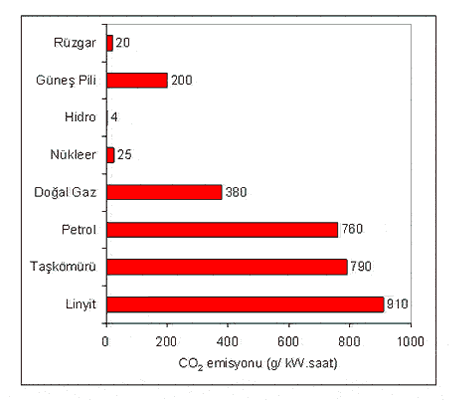 Rüzgar 20
Güneş Pili 200
Hidro 4
Nükleer 25
Doğal Gaz 380
Petrol 760
Taşkömürü 790
Linyit 910
0 200 400 600 800 1000
CO₂ emisyonu (g/ kW.saat)